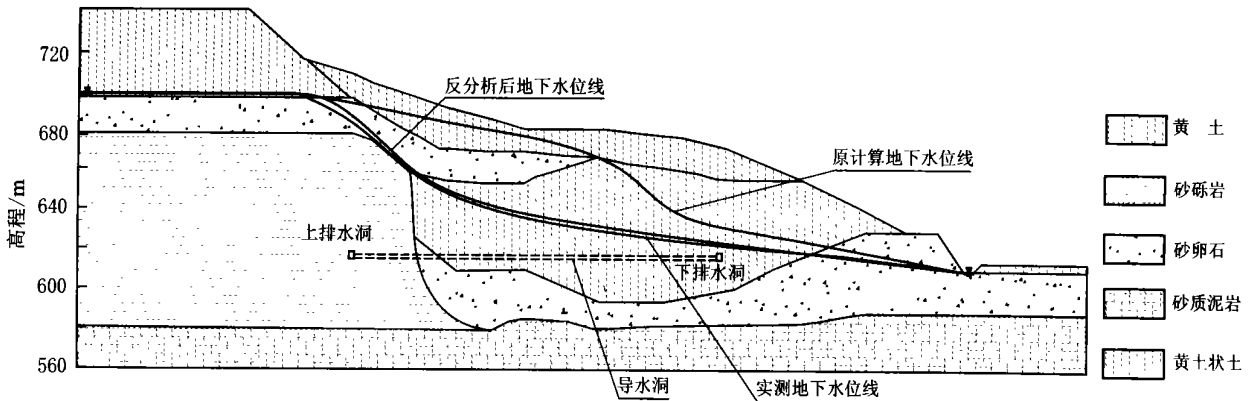 高程/m
720
680
640
600
560
反分析后地下水位线
原计算地下水位线
上排水洞
下排水洞
导水洞
实测地下水位线
黄 土
砂砾岩
砂卵石
砂质泥岩
黄土状土